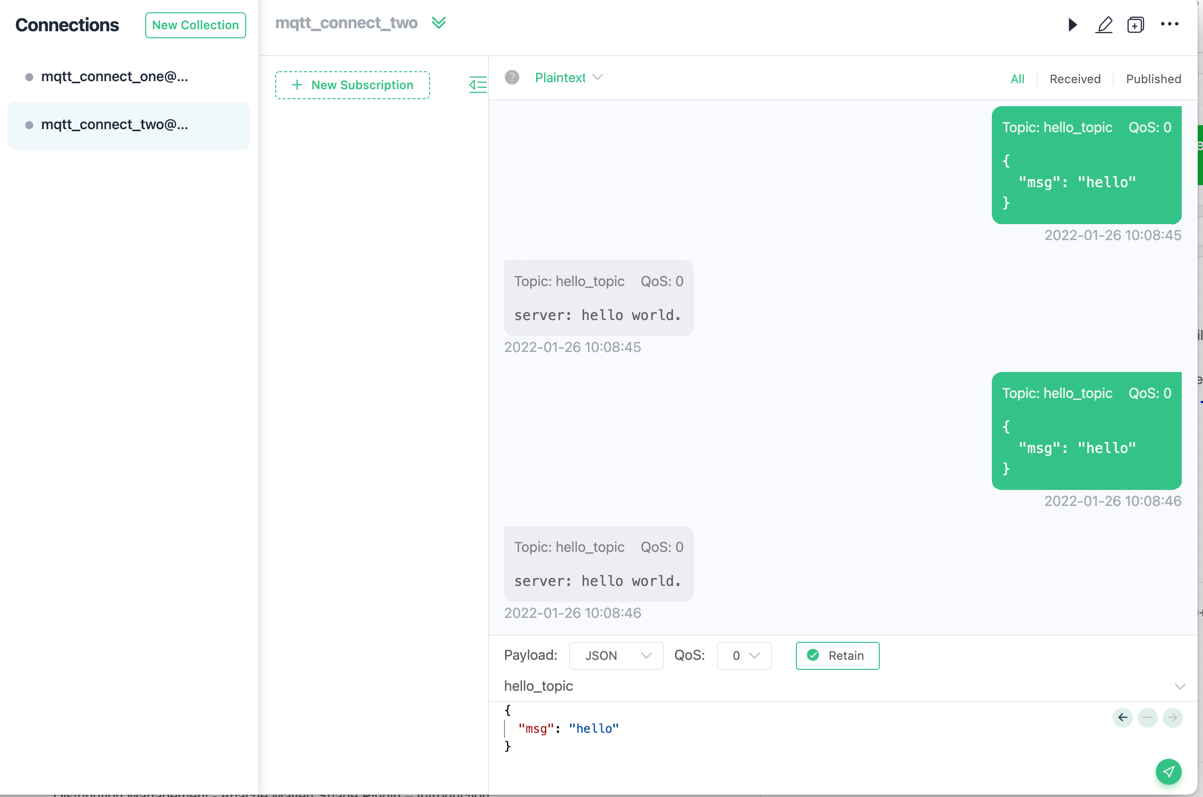 Connections
New Collection
mqtt_connect_one@...
mqtt_connect_two@...
mqtt_connect_two
+ New Subscription
? Plaintext
All
Received
Published
Topic: hello_topic QoS: 0
{
"msg": "hello"
}
2022-01-26 10:08:45
Topic: hello_topic QoS: 0
server: hello world.
2022-01-26 10:08:45
Topic: hello_topic QoS: 0
{
"msg": "hello"
}
2022-01-26 10:08:46
Topic: hello_topic QoS: 0
server: hello world.
2022-01-26 10:08:46
Payload: JSON QoS: 0 Retain
hello_topic
{
"msg": "hello"
}